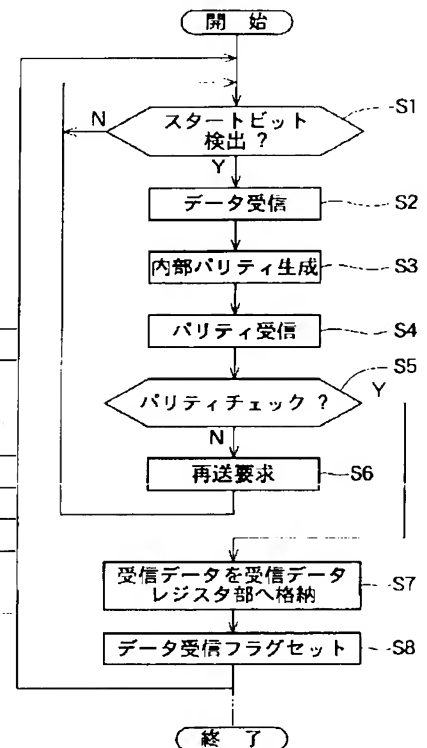 開 始
スタートビット
検出 ?
S1
N
Y
データ受信
S2
内部パリティ生成
S3
パリティ受信
S4
パリティチェック ?
S5
Y
N
再送要求
S6
受信データを受信データ
レジスタ部へ格納
S7
データ受信フラグセット
S8
終 了